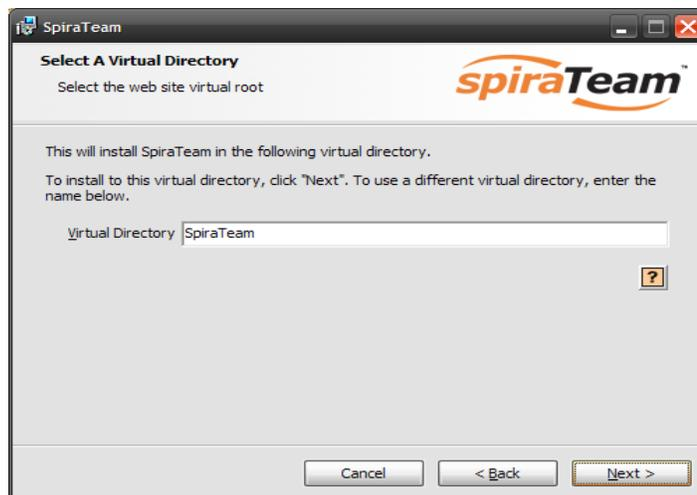 SpiraTeam
Select A Virtual Directory
Select the web site virtual root
spiraTeam™
This will install SpiraTeam in the following virtual directory.
To install to this virtual directory, click "Next". To use a different virtual directory, enter the
name below.
Virtual Directory SpiraTeam
?
Cancel < Back Next >